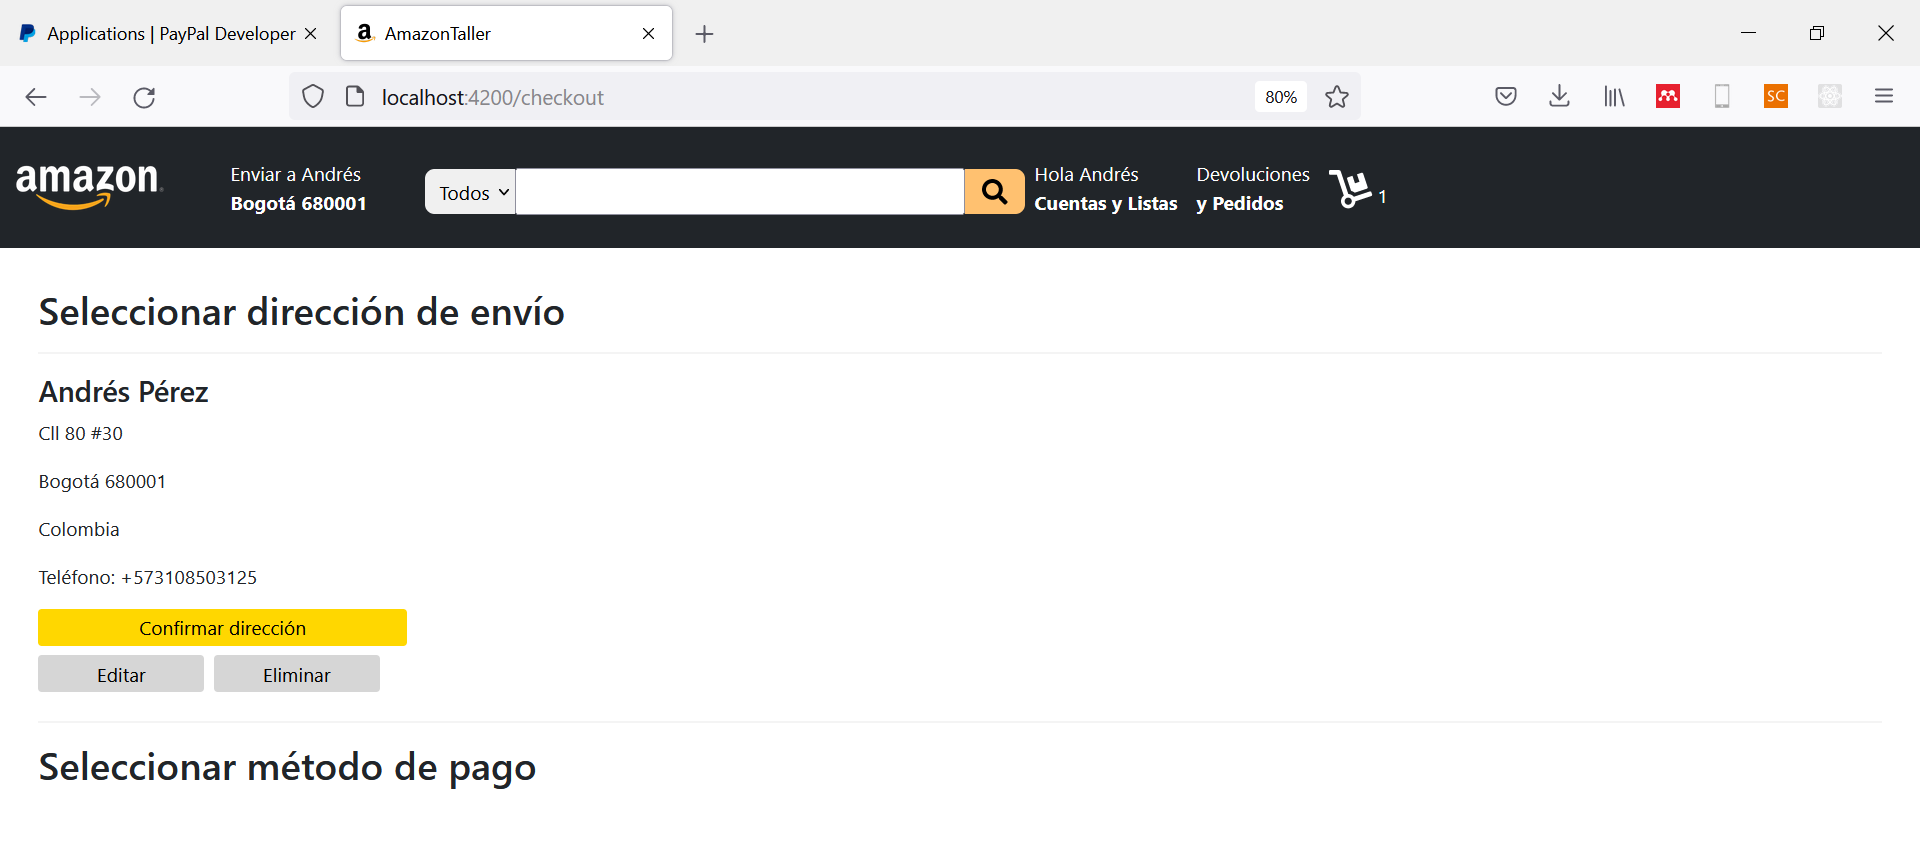 Applications | PayPal Developer
AmazonTaller
localhost:4200/checkout
80%
SC
amazon
Enviar a Andrés
Bogotá 680001
Todos
Hola Andrés
Cuentas y Listas
Devoluciones
y Pedidos
1
Seleccionar dirección de envío
Andrés Pérez
Cll 80 #30
Bogotá 680001
Colombia
Teléfono: +573108503125
Confirmar dirección
Editar
Eliminar
Seleccionar método de pago